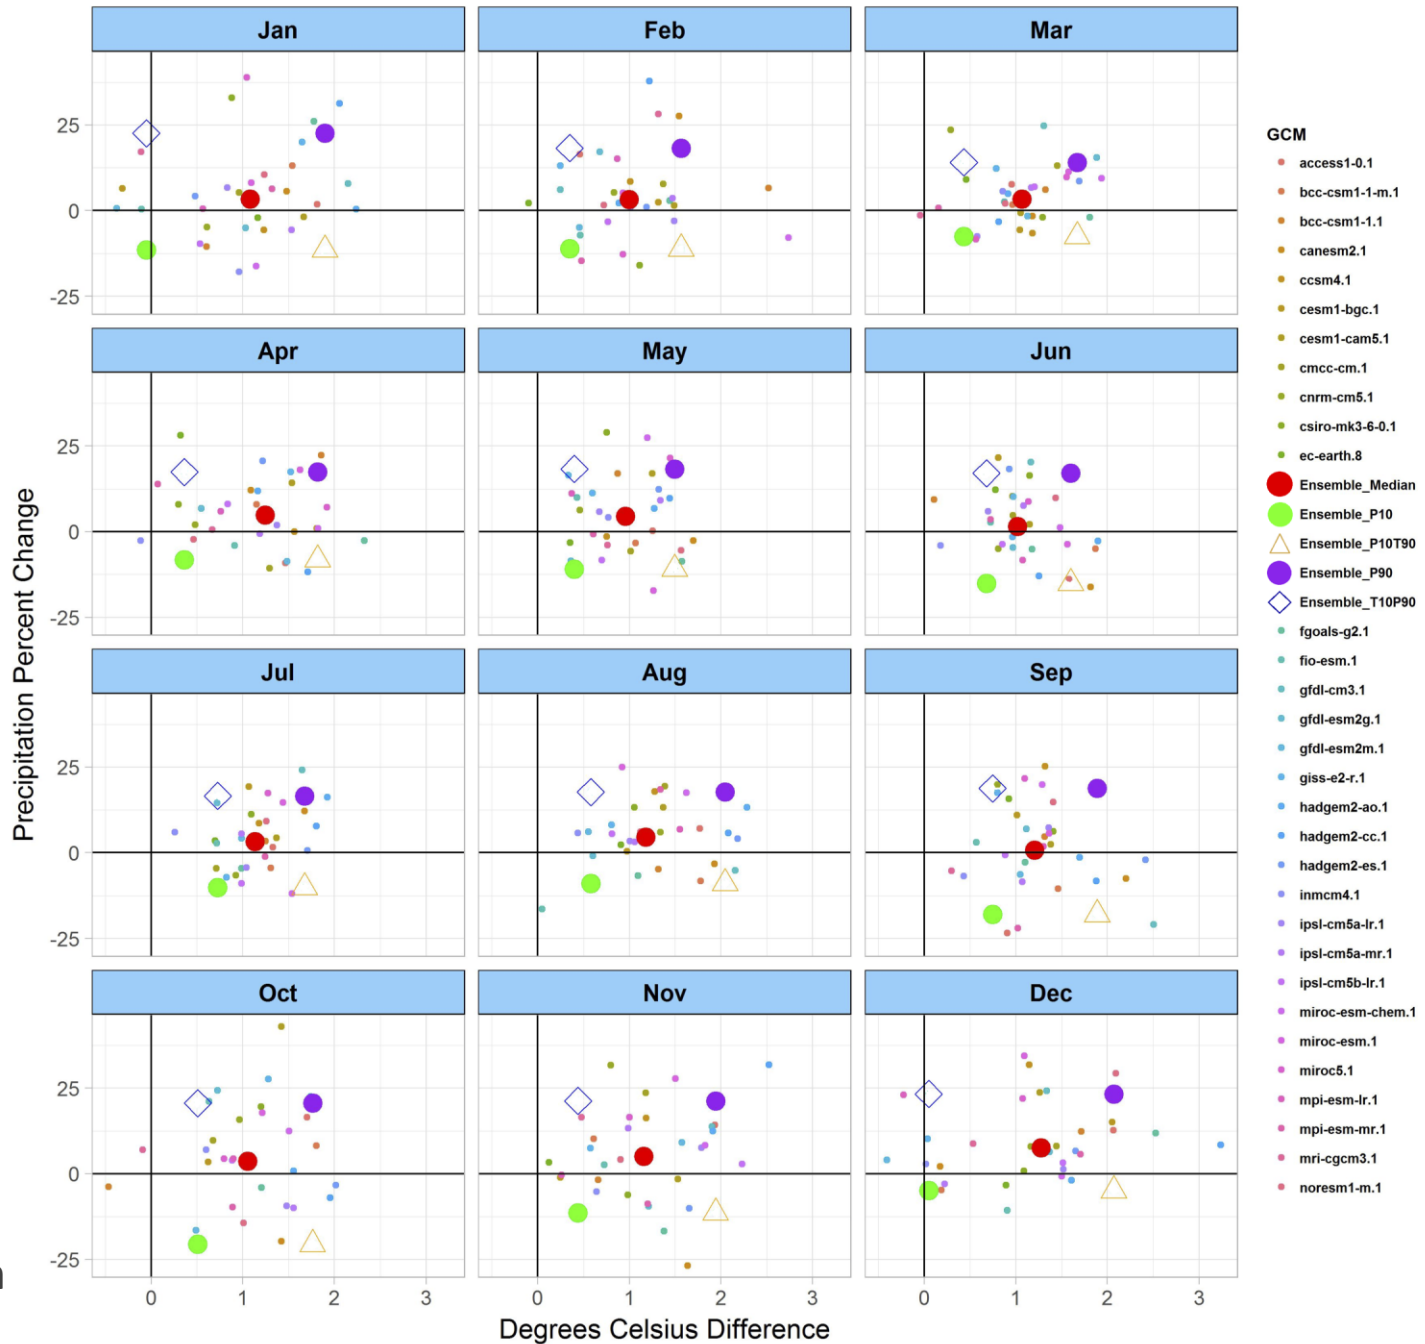 Jan Feb Mar
25
0
-25
Apr May Jun
25
0
-25
Jul Aug Sep
25
0
-25
Oct Nov Dec
25
0
-25
0 1 2 3 0 1 2 3 0 1 2 3
Degrees Celsius Difference
Precipitation Percent Change
GCM
access1-0.1
bcc-csm1-1-m.1
bcc-csm1-1.1
canesm2.1
ccsm4.1
cesm1-bgc.1
cesm1-cam5.1
cmcc-cm.1
cnrm-cm5.1
csiro-mk3-6-0.1
ec-earth.8
Ensemble_Median
Ensemble_P10
Ensemble_P10T90
Ensemble_P90
Ensemble_T10P90
fgoals-g2.1
fio-esm.1
gfdl-cm3.1
gfdl-esm2g.1
gfdl-esm2m.1
giss-e2-r.1
hadgem2-ao.1
hadgem2-cc.1
hadgem2-es.1
inmcm4.1
ipsl-cm5a-lr.1
ipsl-cm5a-mr.1
ipsl-cm5b-lr.1
miroc-esm-chem.1
miroc-esm.1
miroc5.1
mpi-esm-lr.1
mpi-esm-mr.1
mri-cgcm3.1
noresm1-m.1